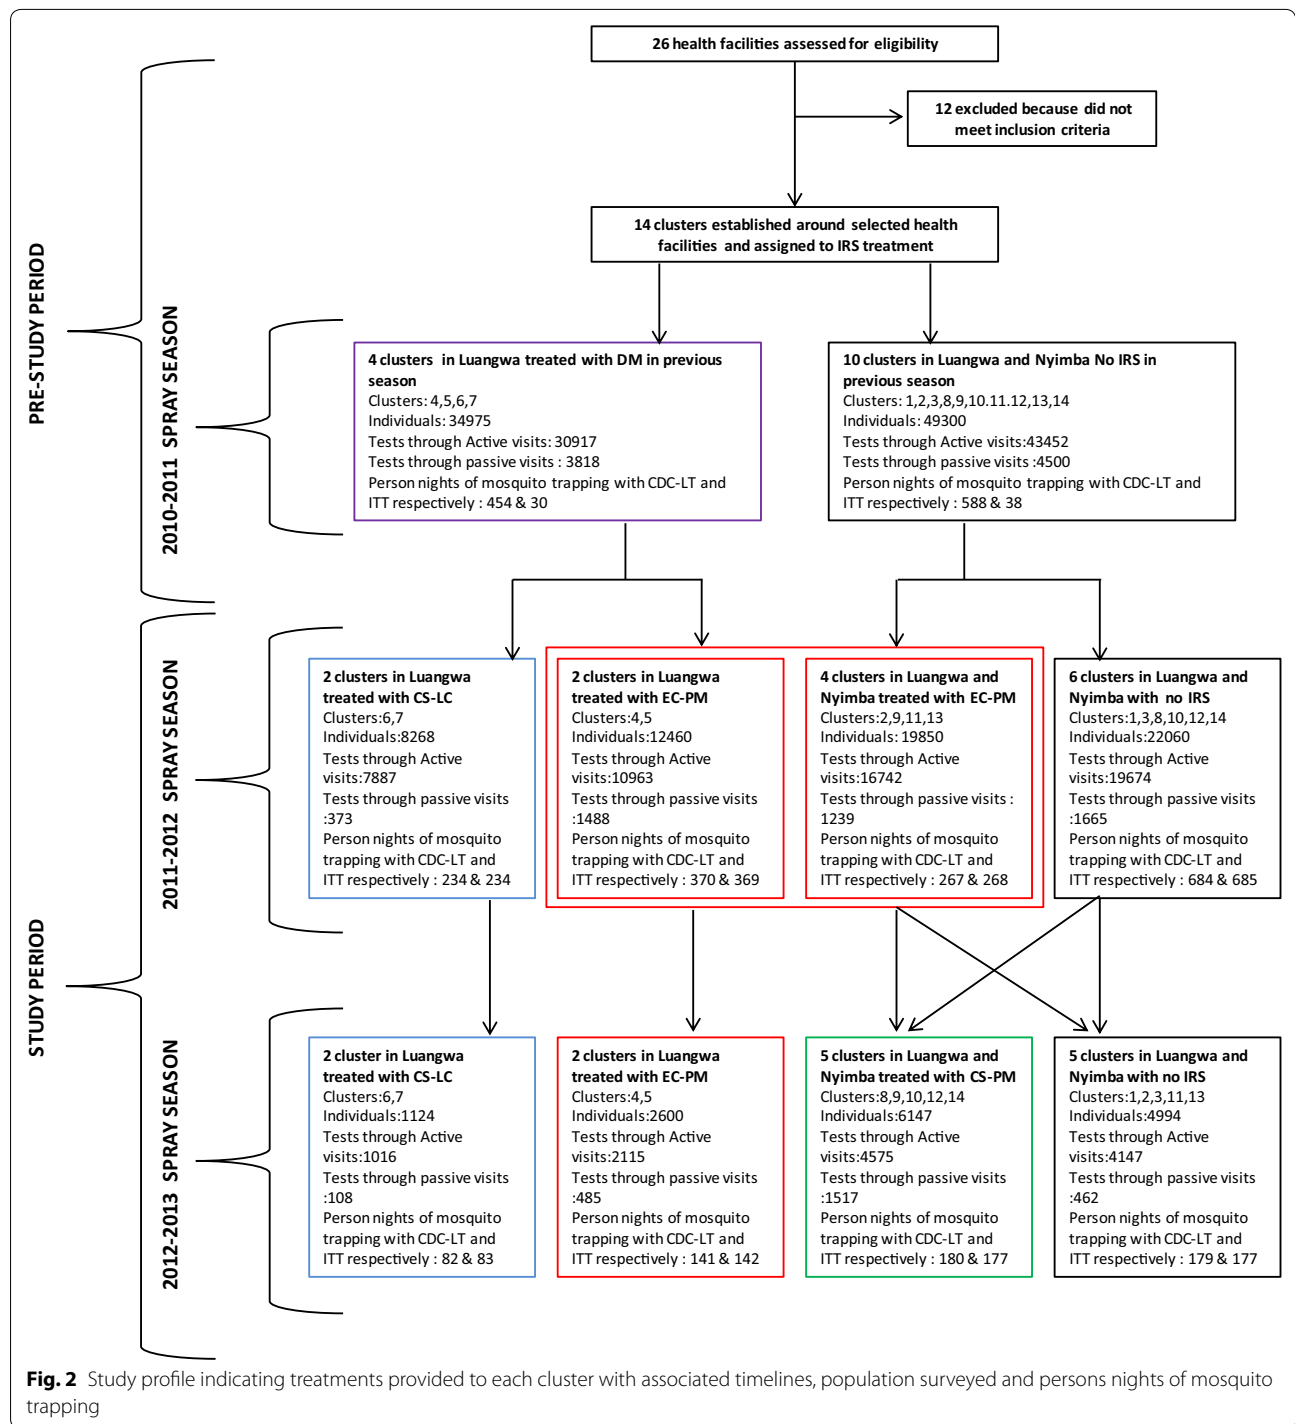 26 health facilities assessed for eligibility
12 excluded because did not
meet inclusion criteria
14 clusters established around selected health
facilities and assigned to IRS treatment
PRE-STUDY PERIOD
2010-2011 SPRAY SEASON
4 clusters in Luangwa treated with DM in previous
season
Clusters: 4,5,6,7
Individuals: 34975
Tests through Active visits: 30917
Tests through passive visits : 3818
Person nights of mosquito trapping with CDC-LT and
ITT respectively : 454 & 30
10 clusters in Luangwa and Nyimba No IRS in
previous season
Clusters: 1,2,3,8,9,10.11.12,13,14
Individuals: 49300
Tests through Active visits:43452
Tests through passive visits :4500
Person nights of mosquito trapping with CDC-LT and
ITT respectively : 588 & 38
STUDY PERIOD
2011-2012 SPRAY SEASON
2 clusters in Luangwa
treated with CS-LC
Clusters:6,7
Individuals:8268
Tests through Active
visits:7887
Tests through passive visits
:373
Person nights of mosquito
trapping with CDC-LT and
ITT respectively : 234 & 234
2 clusters in Luangwa
treated with EC-PM
Clusters:4,5
Individuals:12460
Tests through Active
visits:10963
Tests through passive visits
:1488
Person nights of mosquito
trapping with CDC-LT and
ITT respectively : 370 & 369
4 clusters in Luangwa and
Nyimba treated with EC-PM
Clusters:2,9,11,13
Individuals: 19850
Tests through Active
visits:16742
Tests through passive visits :
1239
Person nights of mosquito
trapping with CDC-LT and
ITT respectively : 267 & 268
6 clusters in Luangwa and
Nyimba with no IRS
Clusters:1,3,8,10,12,14
Individuals:22060
Tests through Active
visits:19674
Tests through passive visits
:1665
Person nights of mosquito
trapping with CDC-LT and
ITT respectively : 684 & 685
2012-2013 SPRAY SEASON
2 cluster in Luangwa
treated with CS-LC
Clusters:6,7
Individuals:1124
Tests through Active
visits:1016
Tests through passive visits
:108
Person nights of mosquito
trapping with CDC-LT and
ITT respectively : 82 & 83
2 clusters in Luangwa
treated with EC-PM
Clusters:4,5
Individuals:2600
Tests through Active
visits:2115
Tests through passive visits
:485
Person nights of mosquito
trapping with CDC-LT and
ITT respectively : 141 & 142
5 clusters in Luangwa and
Nyimba treated with CS-PM
Clusters:8,9,10,12,14
Individuals:6147
Tests through Active
visits:4575
Tests through passive visits
:1517
Person nights of mosquito
trapping with CDC-LT and
ITT respectively : 180 & 177
5 clusters in Luangwa and
Nyimba with no IRS
Clusters:1,2,3,11,13
Individuals:4994
Tests through Active
visits:4147
Tests through passive visits
:462
Person nights of mosquito
trapping with CDC-LT and
ITT respectively : 179 & 177
Fig. 2 Study profile indicating treatments provided to each cluster with associated timelines, population surveyed and persons nights of mosquito
trapping